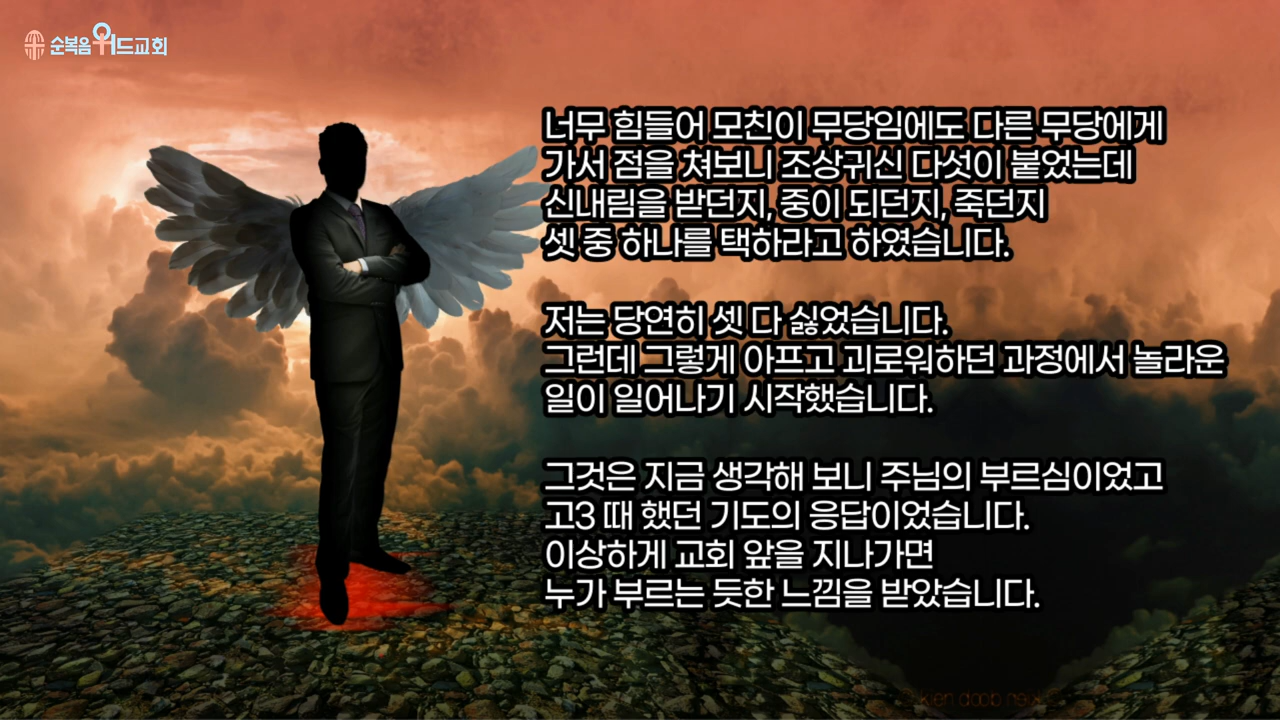 순복음워드교회
너무 힘들어 모친이 무당임에도 다른 무당에게
가서 점을 쳐보니 조상귀신 다섯이 붙었는데
신내림을 받던지, 중이 되던지, 죽던지
셋 중 하나를 택하라고 하였습니다.
저는 당연히 셋 다 싫었습니다.
그런데 그렇게 아프고 괴로워하던 과정에서 놀라운
일이 일어나기 시작했습니다.
그것은 지금 생각해 보니 주님의 부르심이었고
고3 때 했던 기도의 응답이었습니다.
이상하게 교회 앞을 지나가면
누가 부르는 듯한 느낌을 받았습니다.